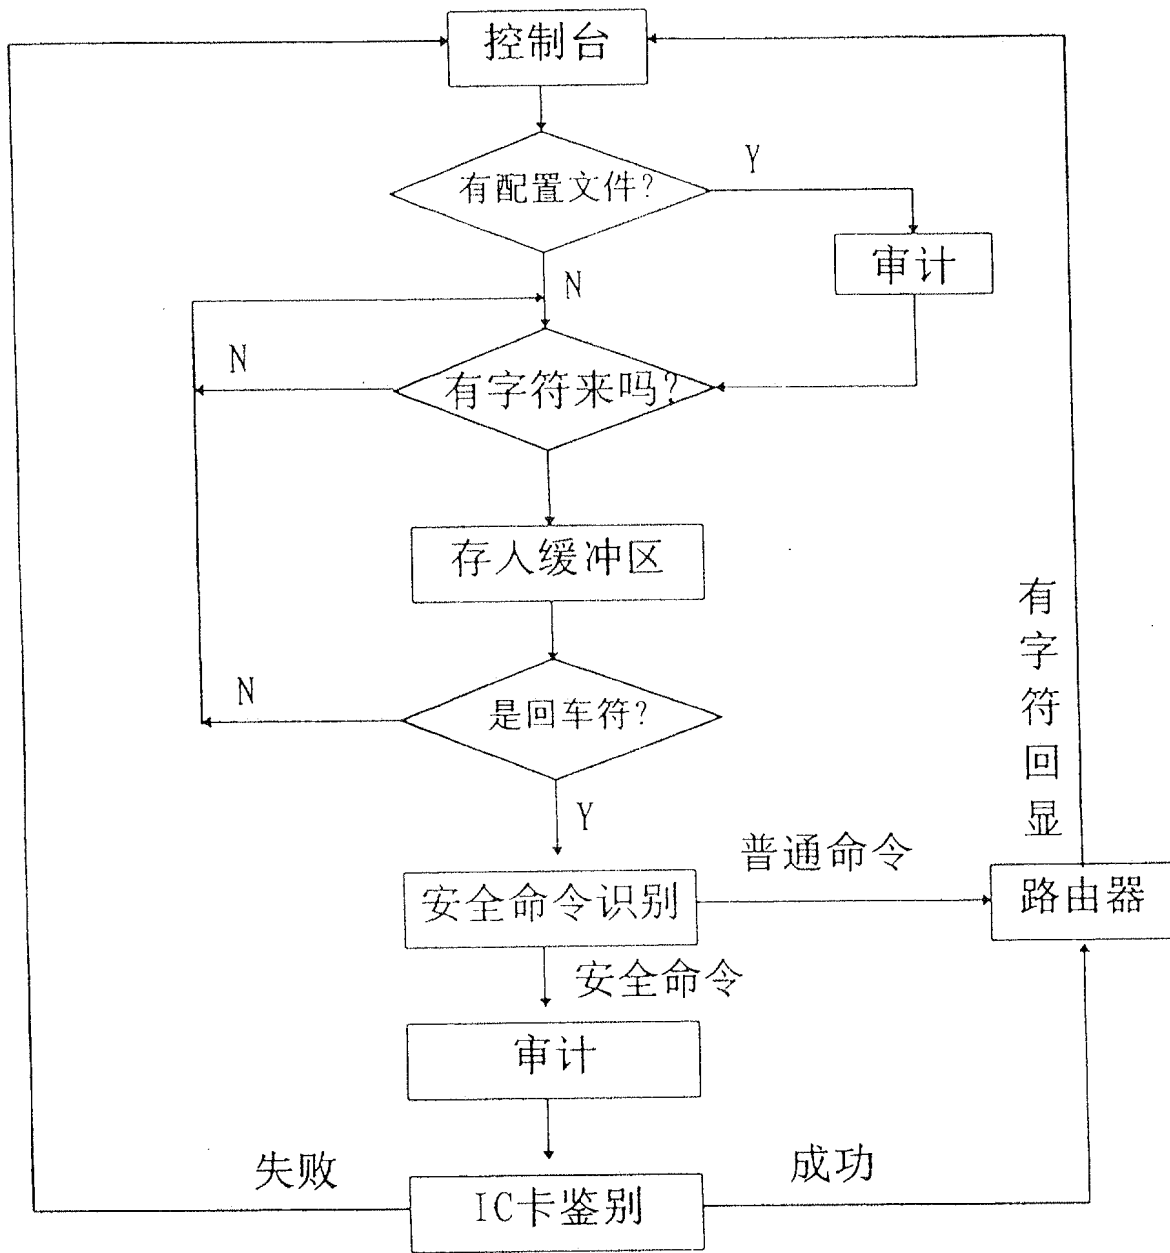 控制台
有配置文件?
Y
审计
N
有字符来吗?
N
存人缓冲区
是回车符?
N
Y
有字符回显
安全命令识别
普通命令
路由器
安全命令
审计
失败
IC卡鉴别
成功